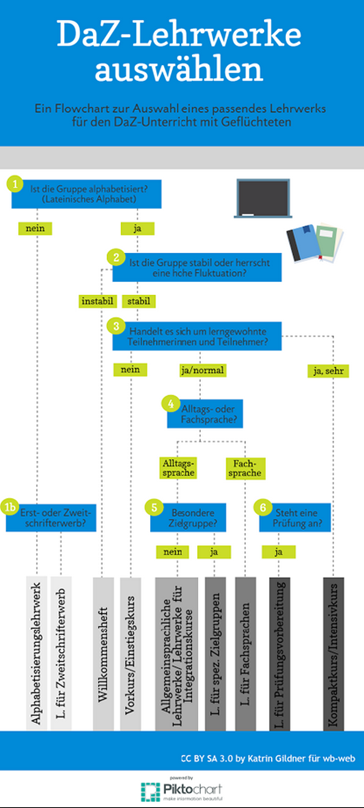 DaZ-Lehrwerke
auswählen
Ein Flowchart zur Auswahl eines passendes Lehrwerks
für den DaZ-Unterricht mit Geflüchteten
1
Ist die Gruppe alphabetisiert?
(Lateinisches Alphabet)
nein
ja
2
Ist die Gruppe stabil oder herrscht
eine hohe Fluktuation?
instabil
stabil
3
Handelt es sich um lerngewohnte
Teilnehmerinnen und Teilnehmer?
nein
ja/normal
ja, sehr
4
Alltags- oder
Fachsprache?
Alltags-
sprache
Fach-
sprache
1b
Erst- oder Zweit-
schrifterwerb?
5
Besondere
Zielgruppe?
6
Steht eine
Prüfung an?
nein
ja
ja
Alphabetisierungslehrwerk
L. für Zweitschrifterwerb
Willkommensheft
Vorkurs/Einstiegskurs
Allgemeinsprachliche
Lehrwerke/Lehrwerke für
Integrationskurse
L. für spez. Zielgruppen
L. für Fachsprachen
L. für Prüfungsvorbereitung
Kompaktkurs/Intensivkurs
CC BY SA 3.0 by Katrin Gildner für wb-web
powered by
Piktochart
make information beautiful